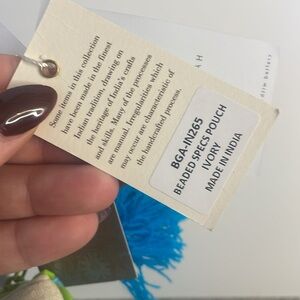 Some items in this collection
have been made in the finest
Indian tradition, drawing on
the heritage of India's crafts
and skills. Many of the processes
are manual. Irregularities which
may occur are characteristic of
the handcrafted process.
BGA-IN265
BEADED SPECS POUCH
IVORY
MADE IN INDIA
AH